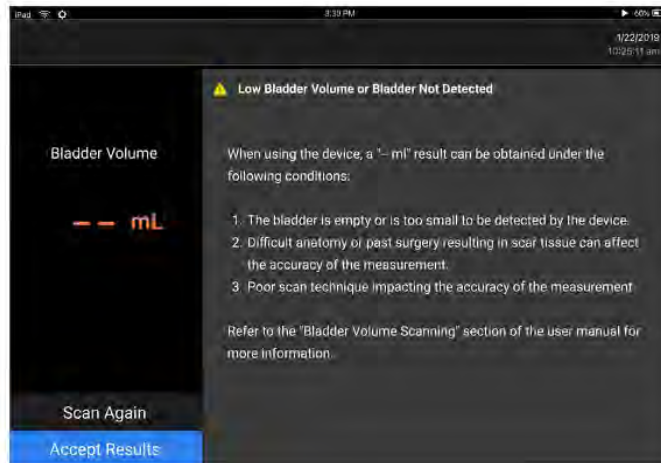 iPad 3:39 PM 60%
1/22/2019
10:25:11 am
Low Bladder Volume or Bladder Not Detected
Bladder Volume
When using the device, a "-- ml" result can be obtained under the
following conditions:
-- mL
1. The bladder is empty or is too small to be detected by the device.
2. Difficult anatomy or past surgery resulting in scar tissue can affect
the accuracy of the measurement.
3 Poor scan technique impacting the accuracy of the measurement
Refer to the "Bladder Volume Scanning" section of the user manual for
more information.
Scan Again
Accept Results